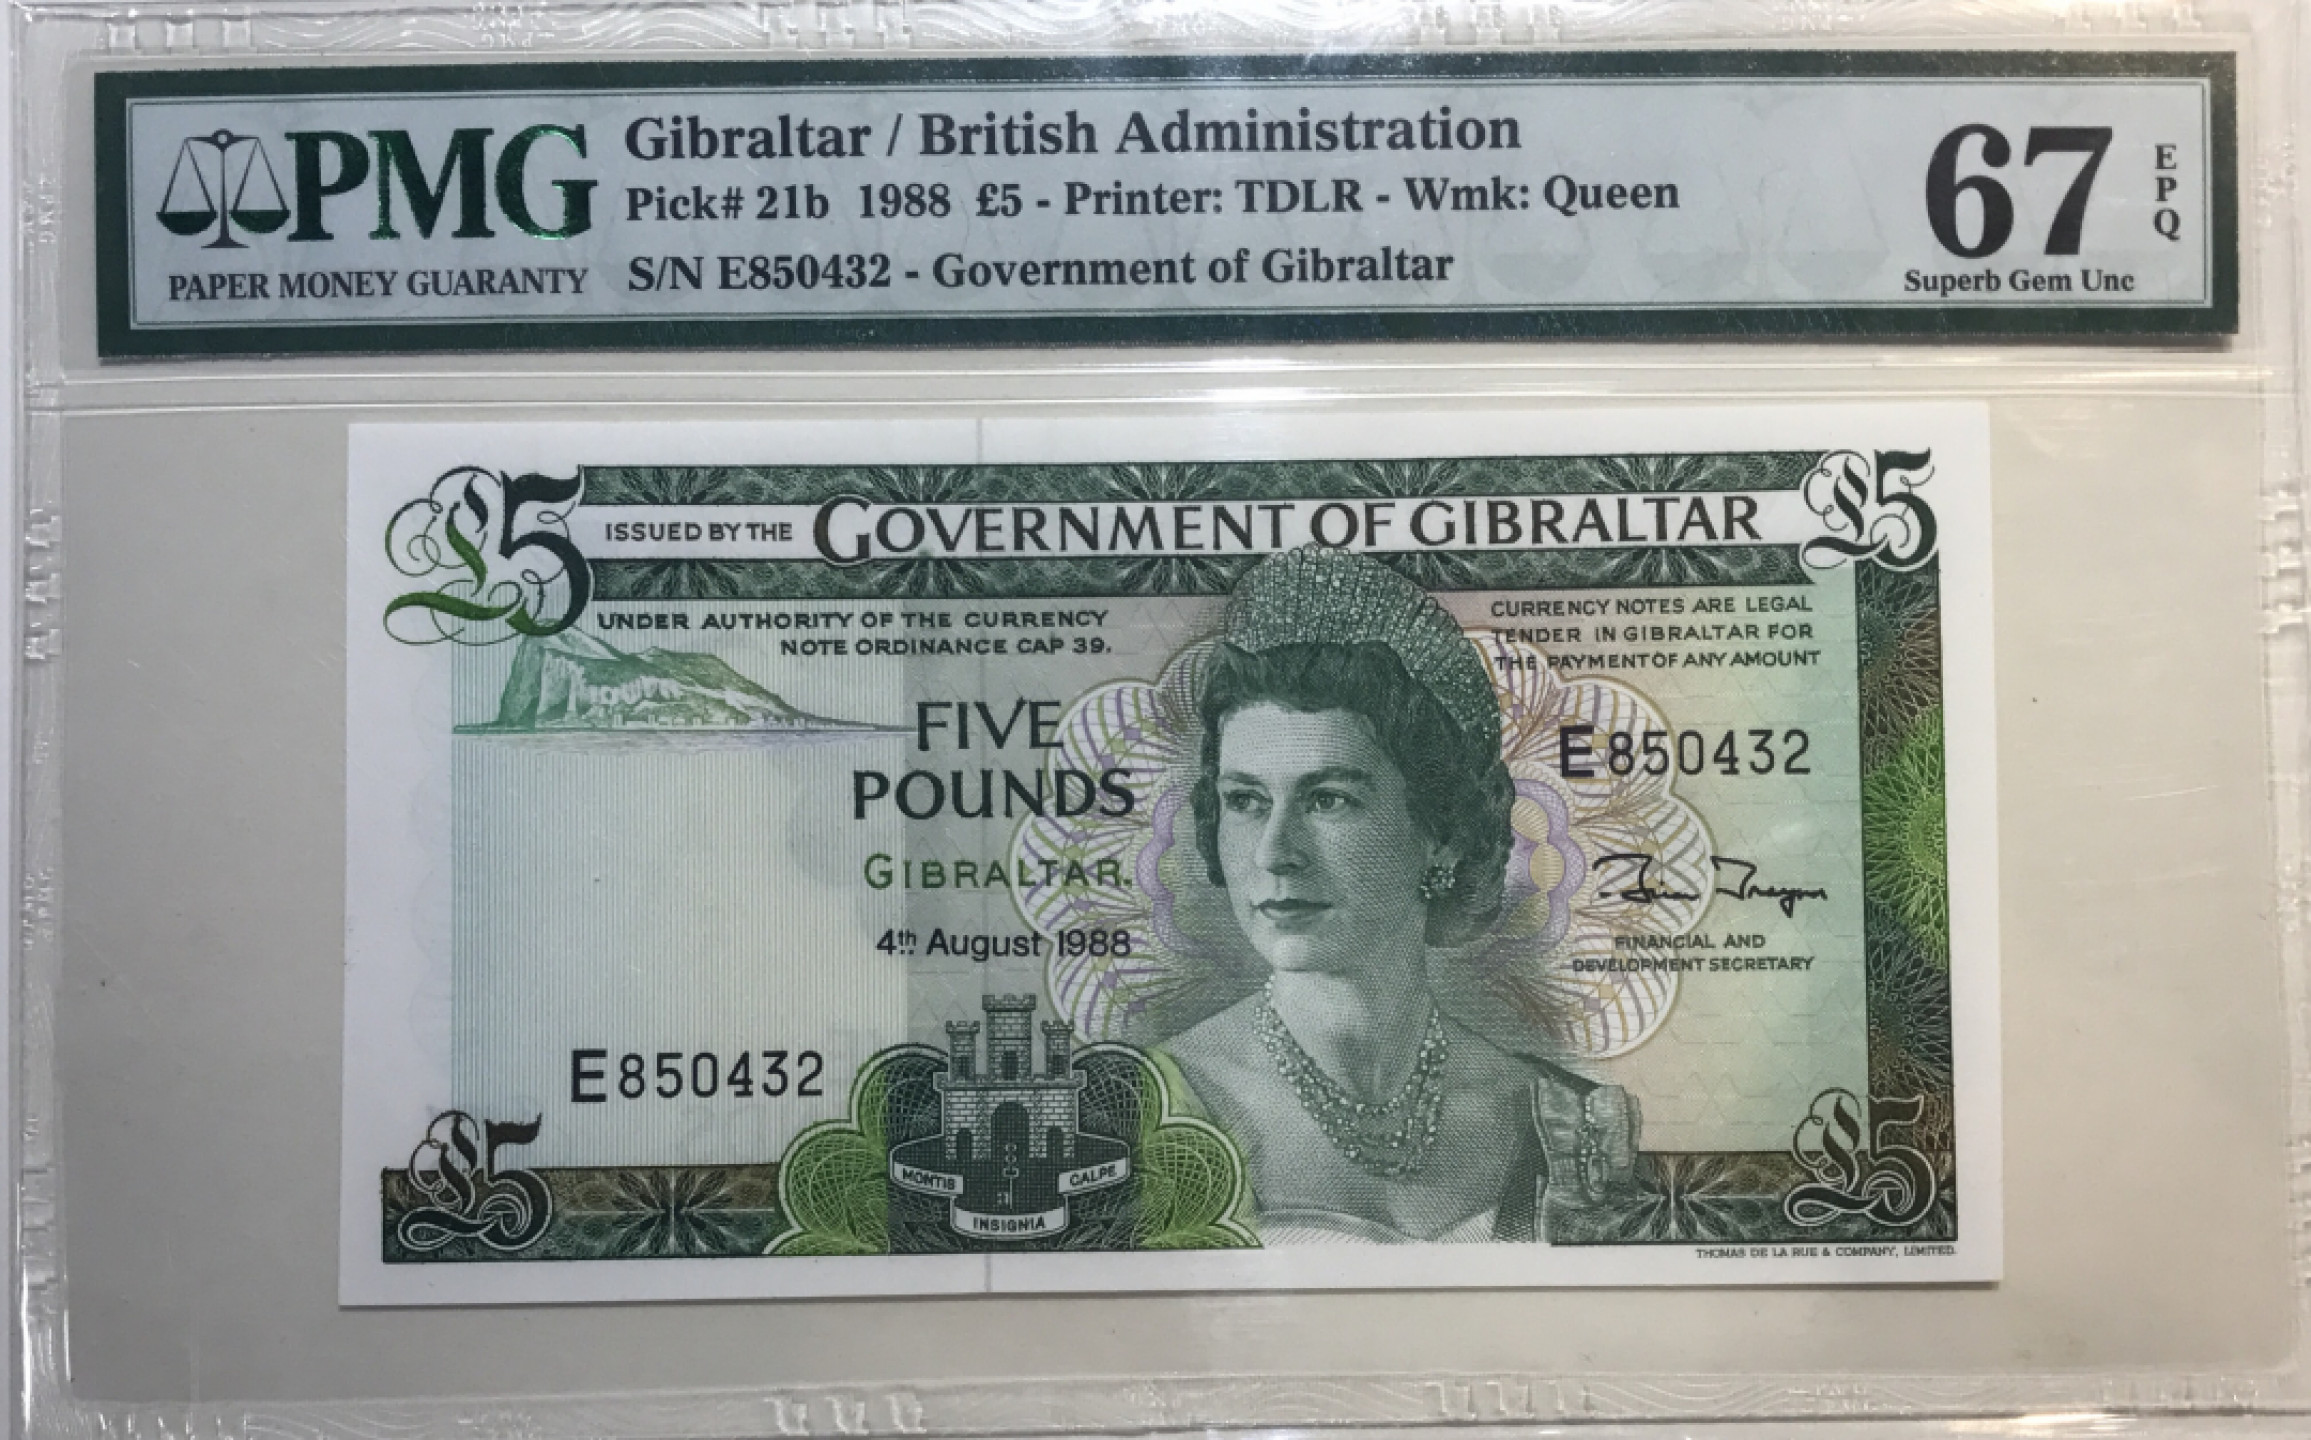 PMG
PAPER MONEY GUARANTY
Gibraltar / British Administration
Pick# 21b 1988 £5 - Printer: TDLR - Wmk: Queen
S/N E850432 - Government of Gibraltar
67
EPQ
Superb Gem Unc
£5
ISSUED BY THE GOVERNMENT OF GIBRALTAR
£5
UNDER AUTHORITY OF THE CURRENCY
NOTE ORDINANCE CAP 39.
CURRENCY NOTES ARE LEGAL
TENDER IN GIBRALTAR FOR
THE PAYMENT OF ANY AMOUNT
FIVE
POUNDS
GIBRALTAR.
4th August 1988
E850432
FINANCIAL AND
DEVELOPMENT SECRETARY
E850432
MONTIS
CALPE
INSIGNIA
£5
£5
THOMAS DE LA RUE & COMPANY, LIMITED.